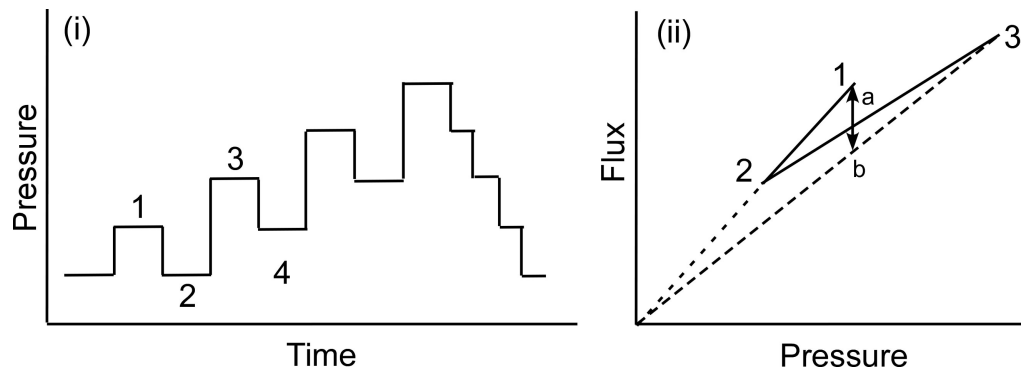 (i)
Pressure
1
2
3
4
Time
(ii)
Flux
1
a
2
b
3
Pressure